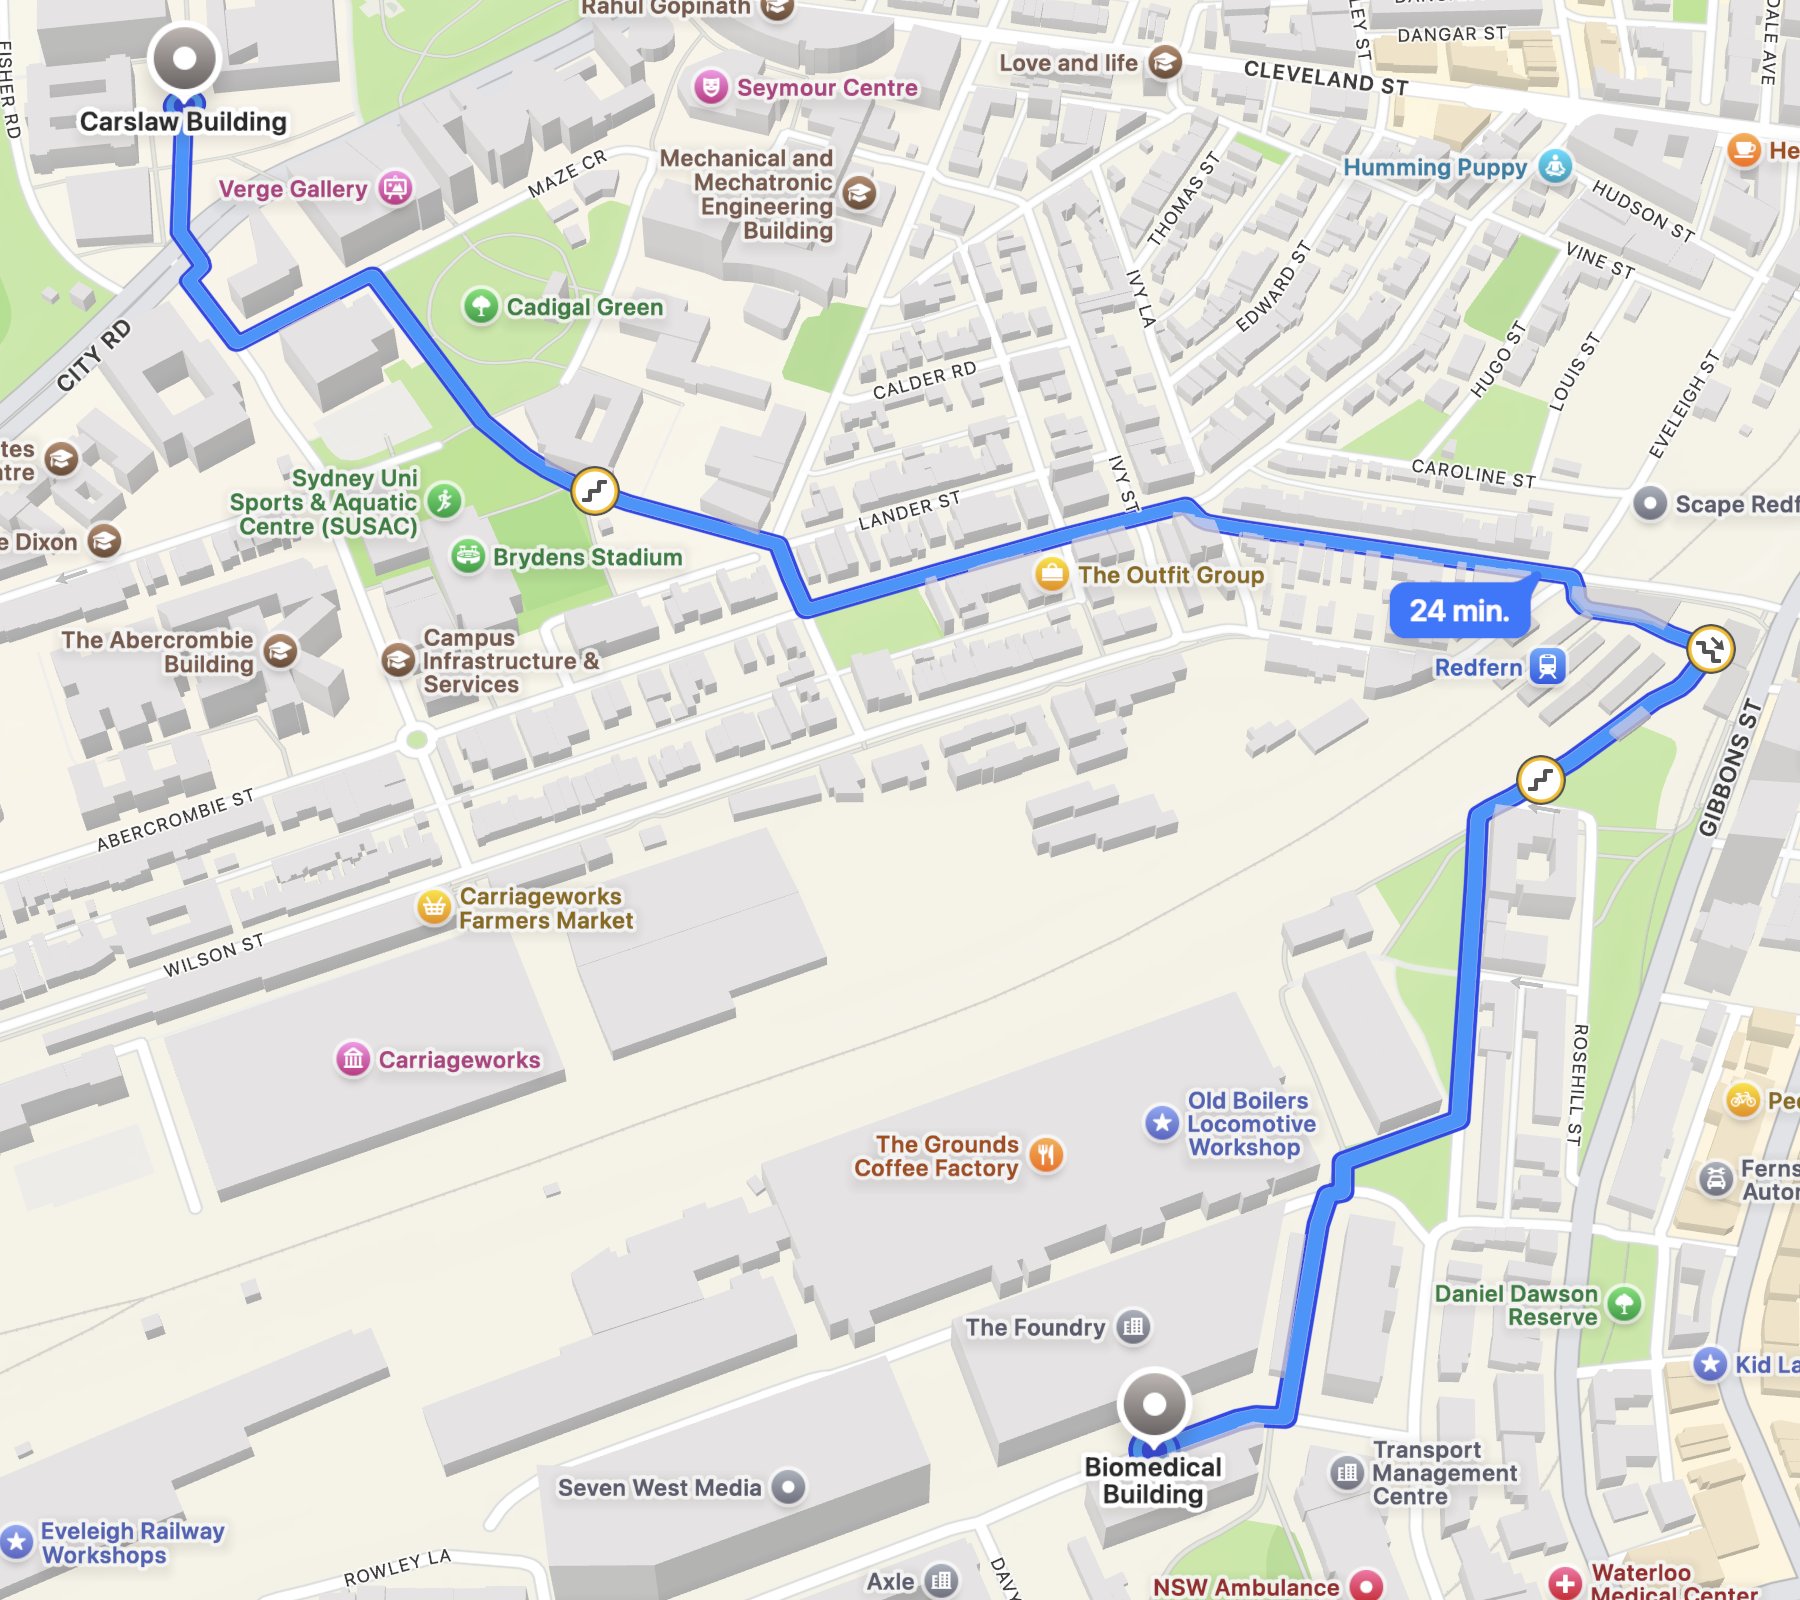 Rahul Gopinath
DANGAR ST
Love and life
CLEVELAND ST
DALE AVE
FISHER RD
Seymour Centre
Carslaw Building
Mechanical and
Mechatronic
Engineering
Building
MAZE CR
Verge Gallery
THOMAS ST
Humming Puppy
He
HUDSON ST
VINE ST
IVY LA
EDWARD ST
Cadigal Green
CITY RD
CALDER RD
HUGO ST
LOUIS ST
EVELEIGH ST
tes
ntre
Sydney Uni
Sports & Aquatic
Centre (SUSAC)
IVY ST
CAROLINE ST
LANDER ST
Scape Redf
e Dixon
Brydens Stadium
The Outfit Group
24 min.
Redfern
The Abercrombie
Building
Campus
Infrastructure &
Services
GIBBONS ST
ABERCROMBIE ST
Carriageworks
Farmers Market
WILSON ST
Carriageworks
ROSEHILL ST
Old Boilers
Locomotive
Workshop
The Grounds
Coffee Factory
Ped
Ferns
Autor
Daniel Dawson
Reserve
The Foundry
Kid La
Biomedical
Building
Transport
Management
Centre
Seven West Media
Eveleigh Railway
Workshops
ROWLEY LA
Axle
DAVY
NSW Ambulance
Waterloo
Medical Center